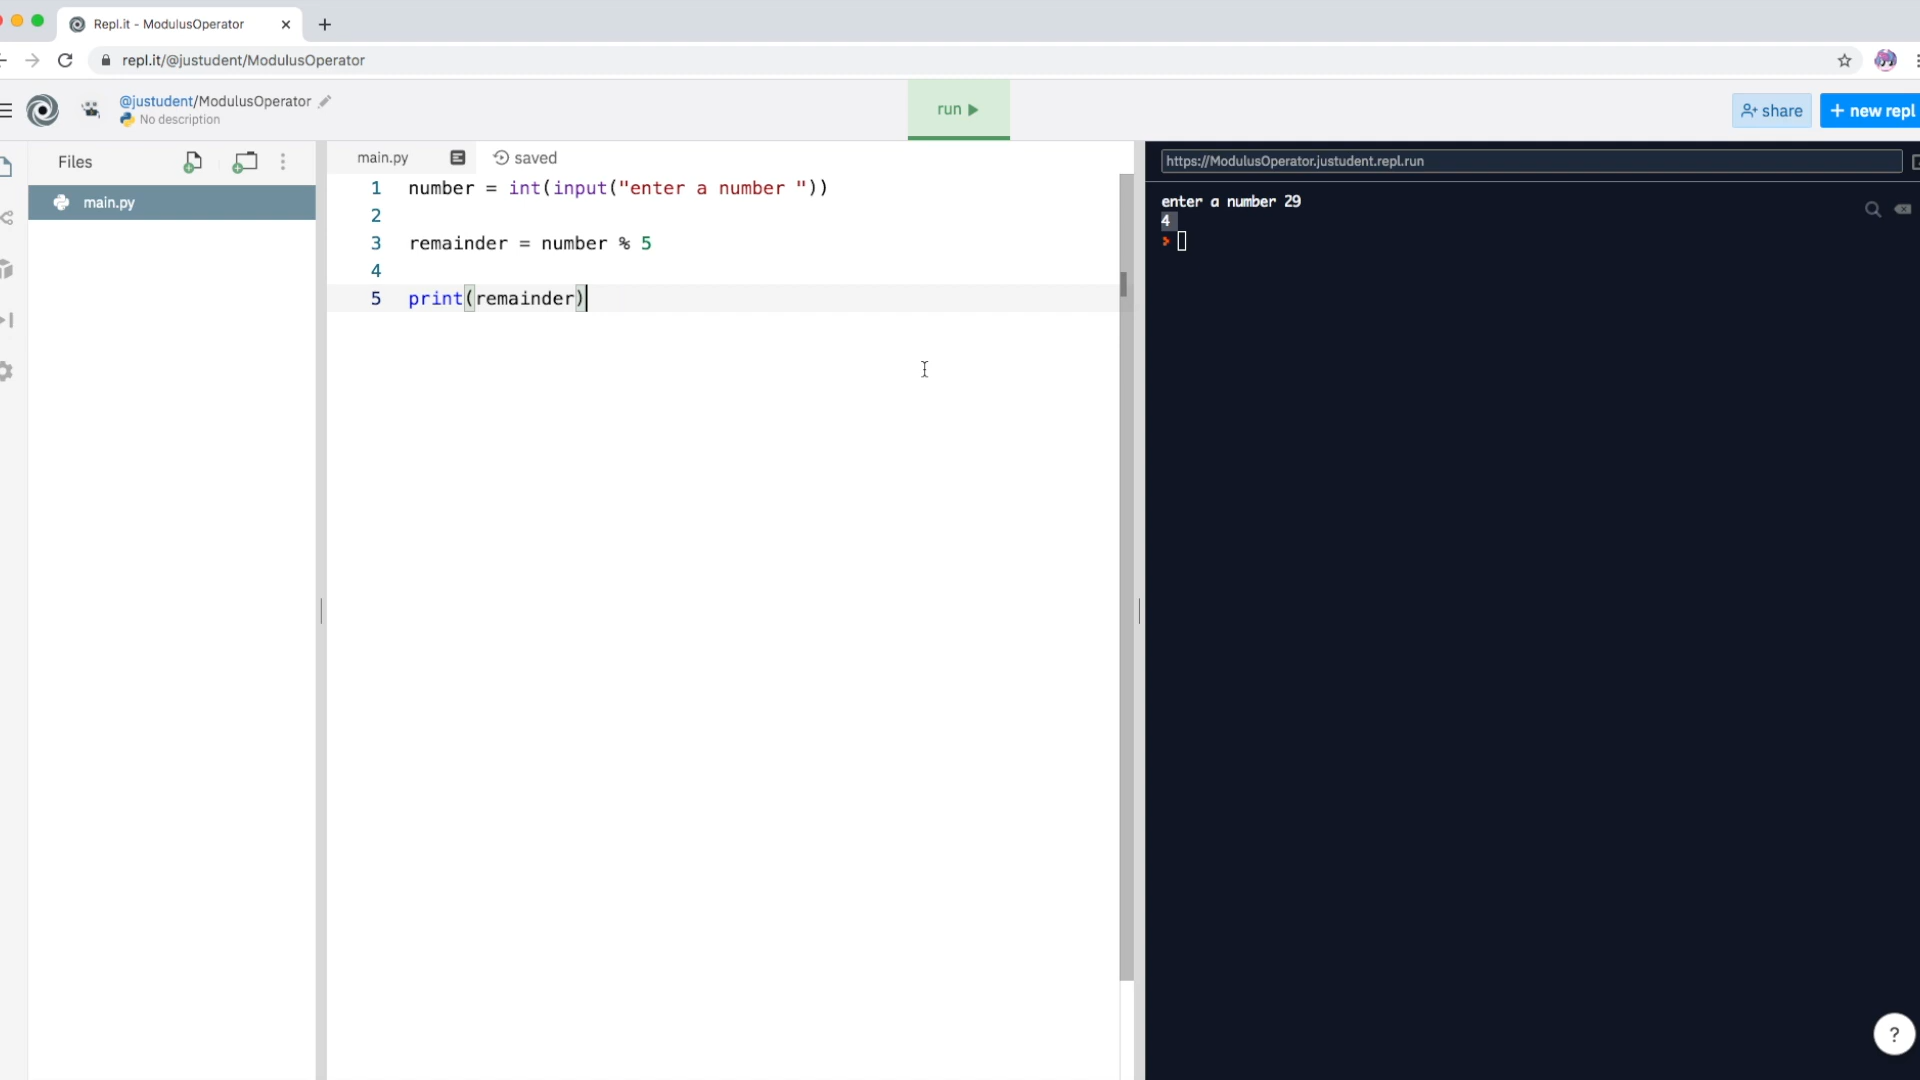 Repl.it - ModulusOperator
repl.it/@justudent/ModulusOperator
@justudent/ModulusOperator
No description
run
share
+ new repl
Files
main.py
main.py
saved
1 number = int(input("enter a number "))
2
3 remainder = number % 5
4
5 print(remainder)
https://ModulusOperator.justudent.repl.run
enter a number 29
4
?